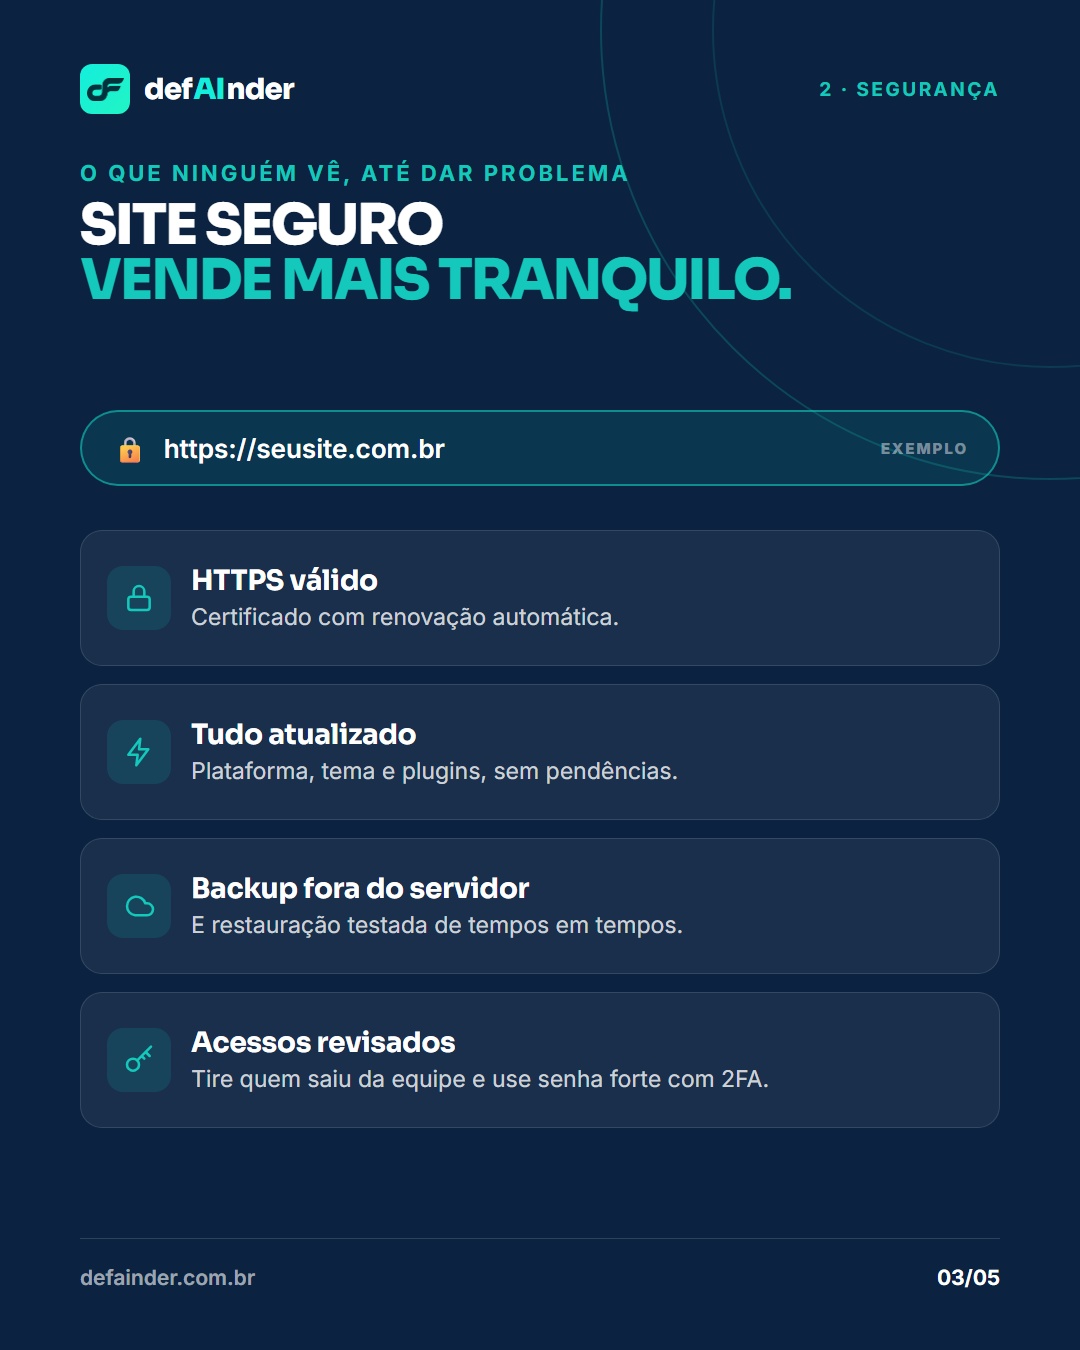 defAInder
2 · SEGURANÇA
O QUE NINGUÉM VÊ, ATÉ DAR PROBLEMA
SITE SEGURO
VENDE MAIS TRANQUILO.
https://seusite.com.br
EXEMPLO
HTTPS válido
Certificado com renovação automática.
Tudo atualizado
Plataforma, tema e plugins, sem pendências.
Backup fora do servidor
E restauração testada de tempos em tempos.
Acessos revisados
Tire quem saiu da equipe e use senha forte com 2FA.
defainder.com.br
03/05